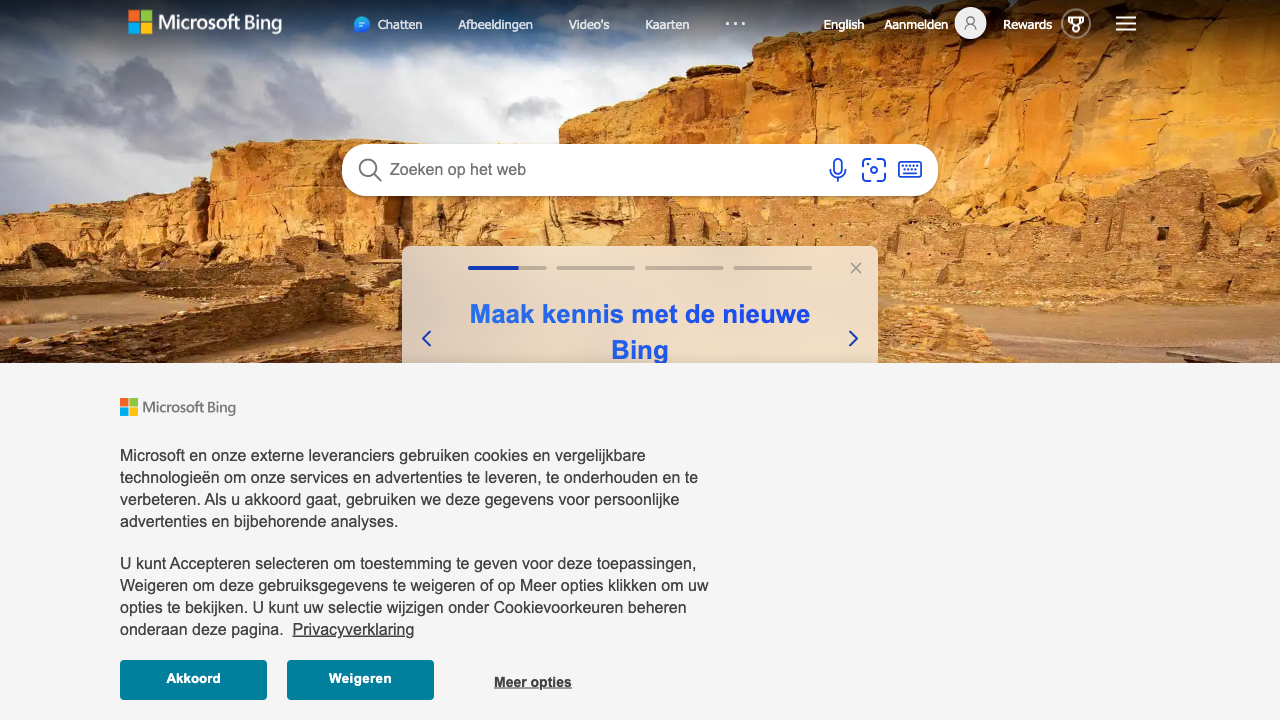 Microsoft Bing
Chatten
Afbeeldingen
Video's
Kaarten
English
Aanmelden
Rewards
Zoeken op het web
Maak kennis met de nieuwe
Bing
Microsoft Bing
Microsoft en onze externe leveranciers gebruiken cookies en vergelijkbare
technologieën om onze services en advertenties te leveren, te onderhouden en te
verbeteren. Als u akkoord gaat, gebruiken we deze gegevens voor persoonlijke
advertenties en bijbehorende analyses.
U kunt Accepteren selecteren om toestemming te geven voor deze toepassingen,
Weigeren om deze gebruiksgegevens te weigeren of op Meer opties klikken om uw
opties te bekijken. U kunt uw selectie wijzigen onder Cookievoorkeuren beheren
onderaan deze pagina. Privacyverklaring
Akkoord
Weigeren
Meer opties